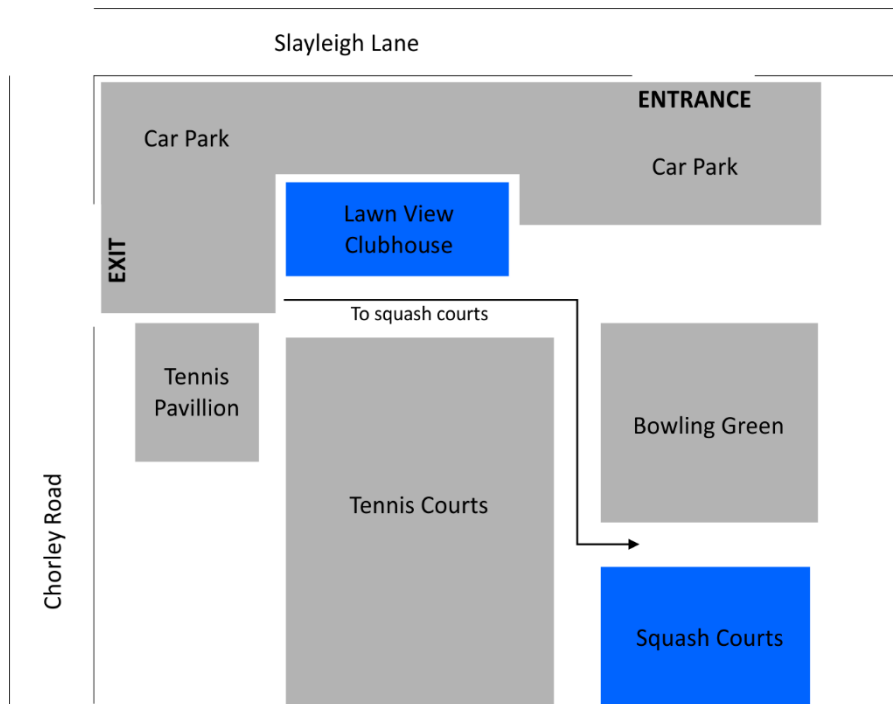 Slayleigh Lane
ENTRANCE
Car Park
Car Park
Lawn View
Clubhouse
EXIT
To squash courts
Tennis
Pavillion
Bowling Green
Tennis Courts
Chorley Road
Squash Courts